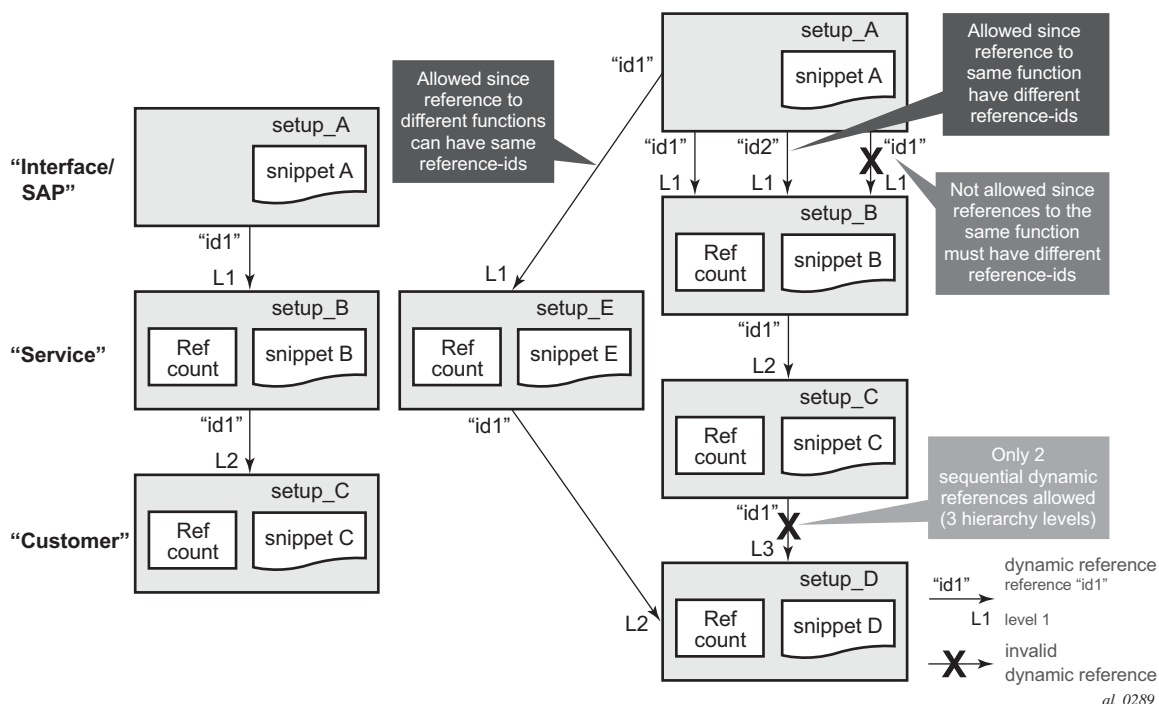 setup_A
snippet A
“Interface/
SAP”
“id1”
L1
setup_B
Ref
count
snippet B
“Service”
“id1”
L2
setup_C
Ref
count
snippet C
“Customer”
Allowed since
reference to
different functions
can have same
reference-ids
“id1”
L1
setup_E
Ref
count
snippet E
“id1”
L2
setup_A
snippet A
Allowed since
reference to
same function
have different
reference-ids
“id1”
“id2”
X “id1”
L1
L1
L1
Not allowed since
references to the
same function
must have different
reference-ids
setup_B
Ref
count
snippet B
“id1”
L2
setup_C
Ref
count
snippet C
Only 2
sequential dynamic
references allowed
(3 hierarchy levels)
“id1”
X
L3
setup_D
Ref
count
snippet D
“id1”
dynamic reference
reference “id1”
L1
level 1
X
invalid
dynamic reference
al_0289